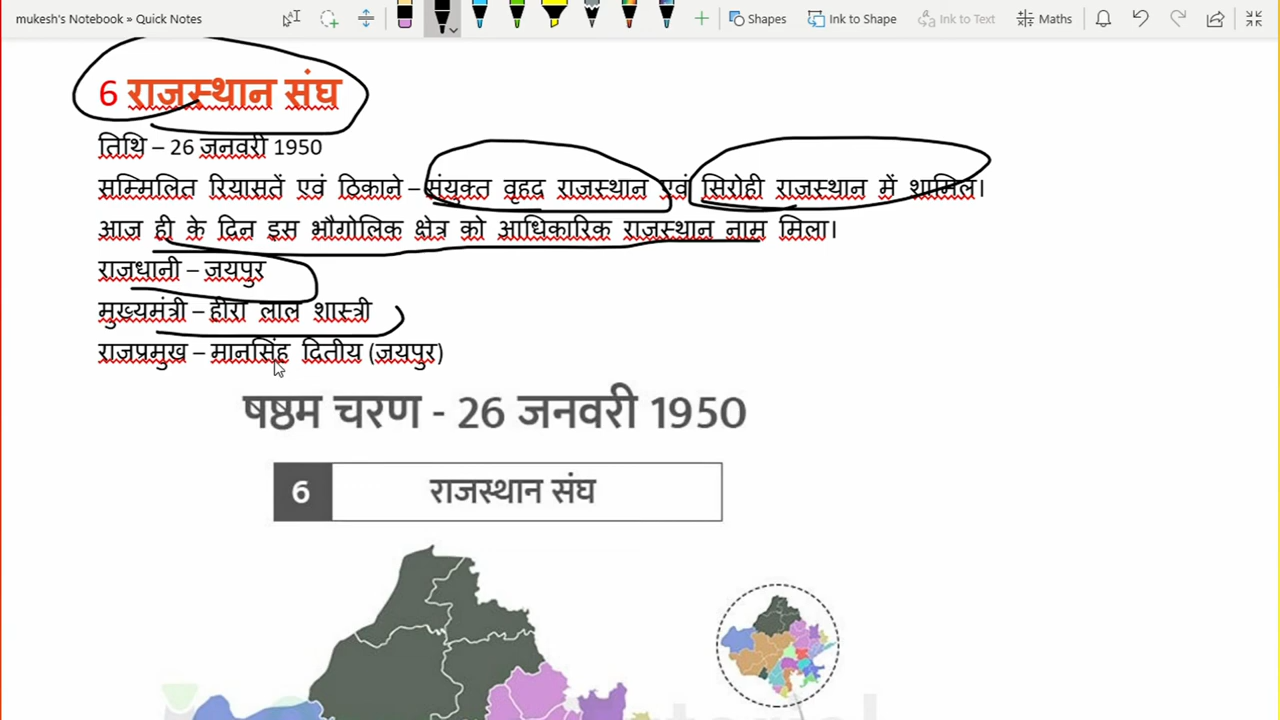 mukesh's Notebook » Quick Notes
Shapes
Ink to Shape
Ink to Text
Maths
6 राजस्थान संघ
तिथि – 26 जनवरी 1950
सम्मिलित रियासतें एवं ठिकाने – संयुक्त वृहद राजस्थान एवं सिरोही राजस्थान में शामिल।
आज ही के दिन इस भौगोलिक क्षेत्र को आधिकारिक राजस्थान नाम मिला।
राजधानी – जयपुर
मुख्यमंत्री – हीरा लाल शास्त्री
राजप्रमुख – मानसिंह द्वितीय (जयपुर)
षष्ठम चरण - 26 जनवरी 1950
6 राजस्थान संघ